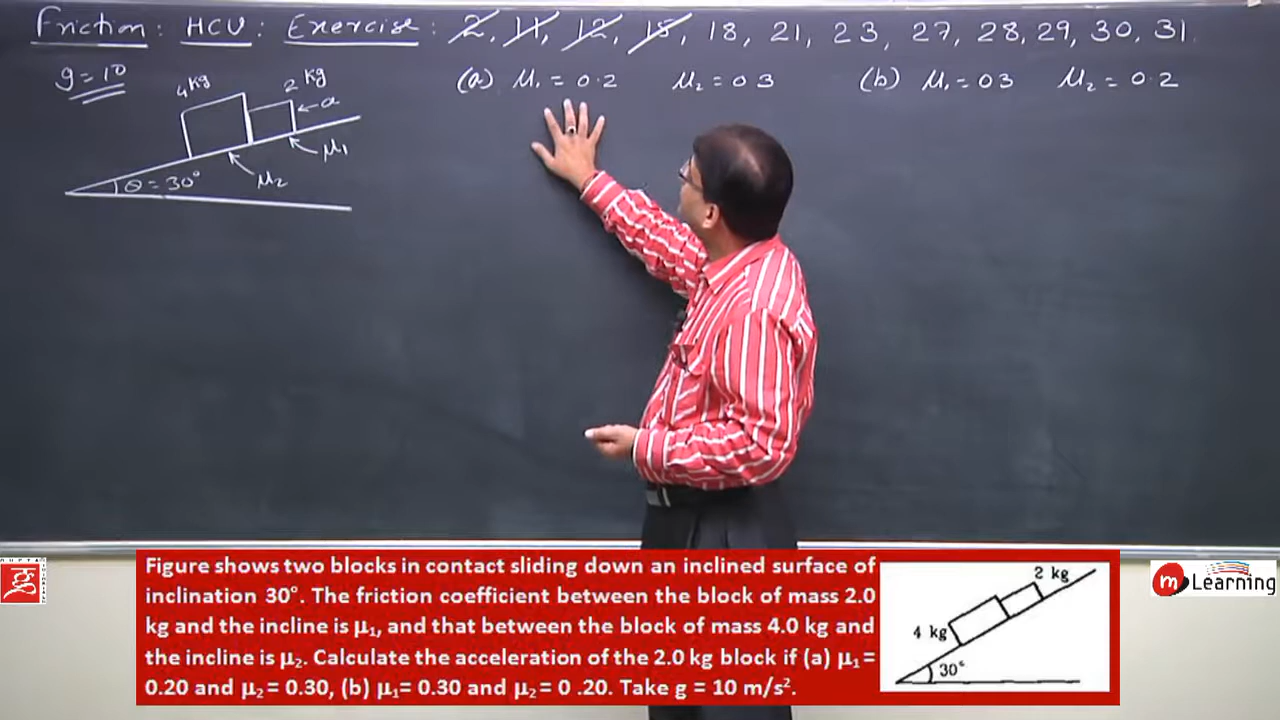 Friction: HCV: Exercise: 2, 11, 12, 15, 18, 21, 23, 27, 28, 29, 30, 31.
g=10
4 kg
2 kg
a
μ₁
μ₂
θ = 30°
(a) μ₁ = 0.2 μ₂ = 0 3
(b) μ₁ = 0 3 μ₂ = 0.2
Figure shows two blocks in contact sliding down an inclined surface of
inclination 30°. The friction coefficient between the block of mass 2.0
kg and the incline is μ₁, and that between the block of mass 4.0 kg and
the incline is μ₂. Calculate the acceleration of the 2.0 kg block if (a) μ₁=
0.20 and μ₂ = 0.30, (b) μ₁= 0.30 and μ₂ = 0 .20. Take g = 10 m/s².
2 kg
4 kg
30°
m Learning